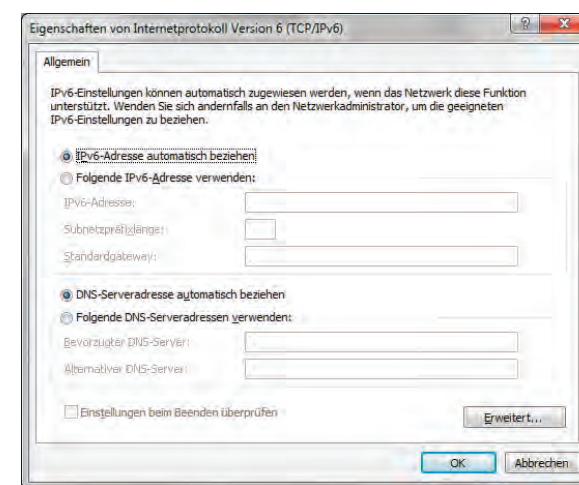 Eigenschaften von Internetprotokoll Version 6 (TCP/IPv6)
Allgemein
IPv6-Einstellungen können automatisch zugewiesen werden, wenn das Netzwerk diese Funktion
unterstützt. Wenden Sie sich andernfalls an den Netzwerkadministrator, um die geeigneten
IPv6-Einstellungen zu beziehen.
IPv6-Adresse automatisch beziehen
Folgende IPv6-Adresse verwenden:
IPv6-Adresse:
Subnetzpräfixlänge:
Standardgateway:
DNS-Serveradresse automatisch beziehen
Folgende DNS-Serveradressen verwenden:
Bevorzugter DNS-Server:
Alternativer DNS-Server:
Einstellungen beim Beenden überprüfen
Erweitert...
OK Abbrechen